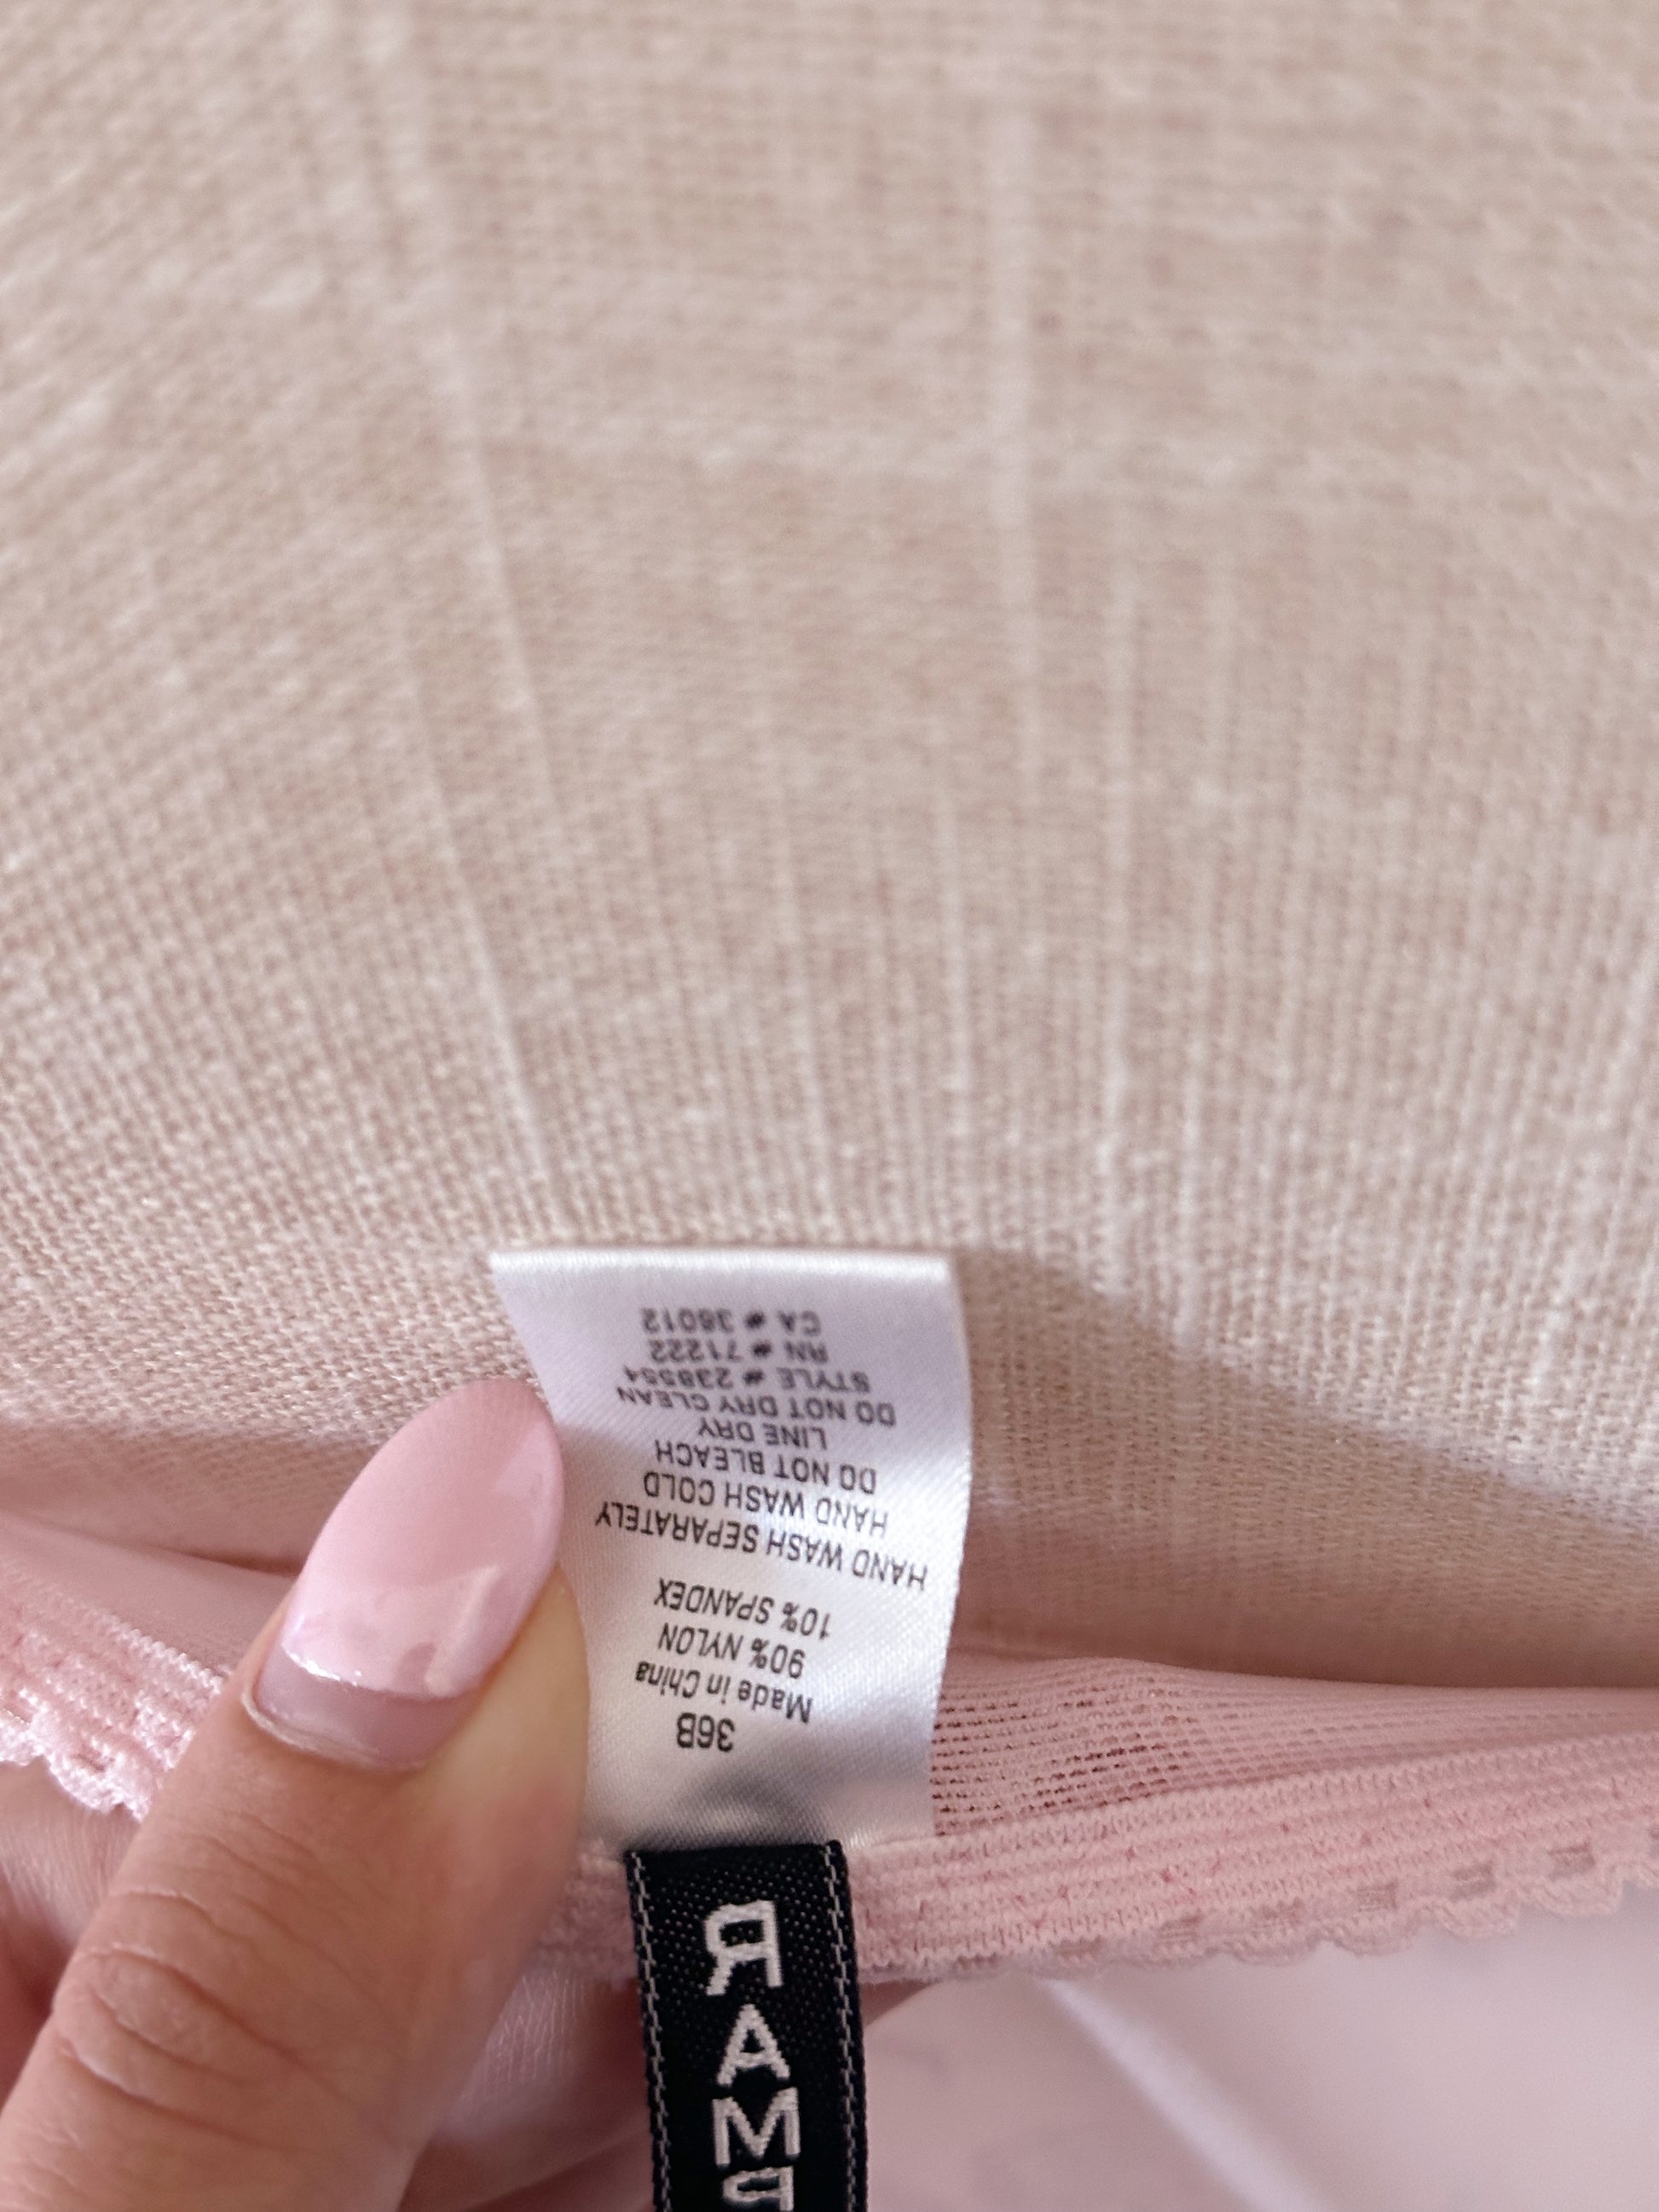 36B
Made in China
90% NYLON
10% SPANDEX
HAND WASH SEPARATELY
HAND WASH COLD
DO NOT BLEACH
LINE DRY
DO NOT DRY CLEAN
STYLE # 238554
RN # 71222
CA # 36012
RAMP